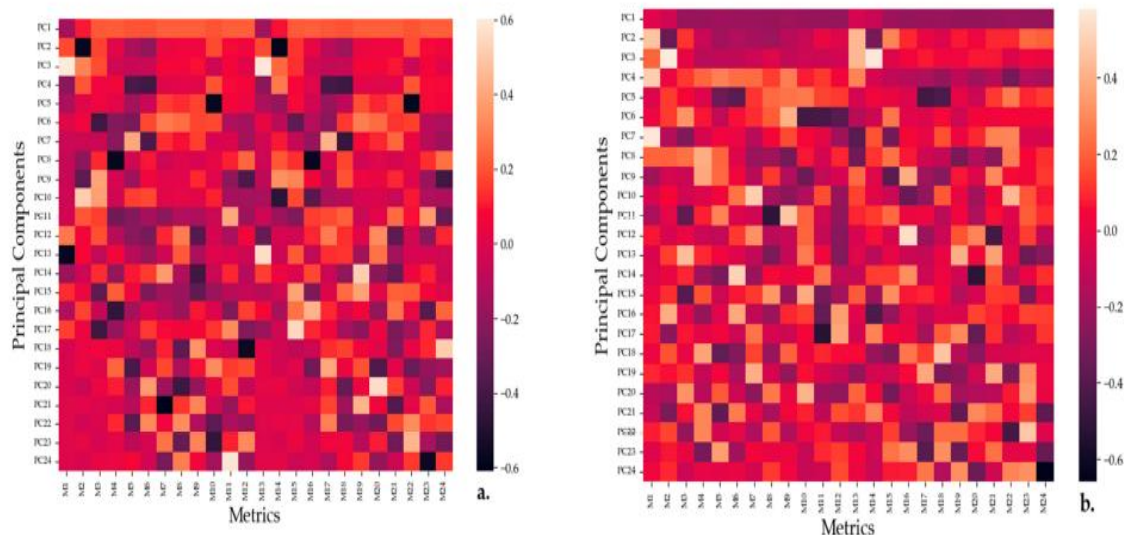 PC1
PC2
PC3
PC4
PC5
PC6
PC7
PC8
PC9
PC10
PC11
PC12
PC13
PC14
PC15
PC16
PC17
PC18
PC19
PC20
PC21
PC22
PC23
PC24
Principal Components
M1 M2 M3 M4 M5 M6 M7 M8 M9 M10 M11 M12 M13 M14 M15 M16 M17 M18 M19 M20 M21 M22 M23 M24
Metrics
0.6
0.4
0.2
0.0
-0.2
-0.4
-0.6
a.
PC1
PC2
PC3
PC4
PC5
PC6
PC7
PC8
PC9
PC10
PC11
PC12
PC13
PC14
PC15
PC16
PC17
PC18
PC19
PC20
PC21
PC22
PC23
PC24
Principal Components
M1 M2 M3 M4 M5 M6 M7 M8 M9 M10 M11 M12 M13 M14 M15 M16 M17 M18 M19 M20 M21 M22 M23 M24
Metrics
0.4
0.2
0.0
-0.2
-0.4
-0.6
b.